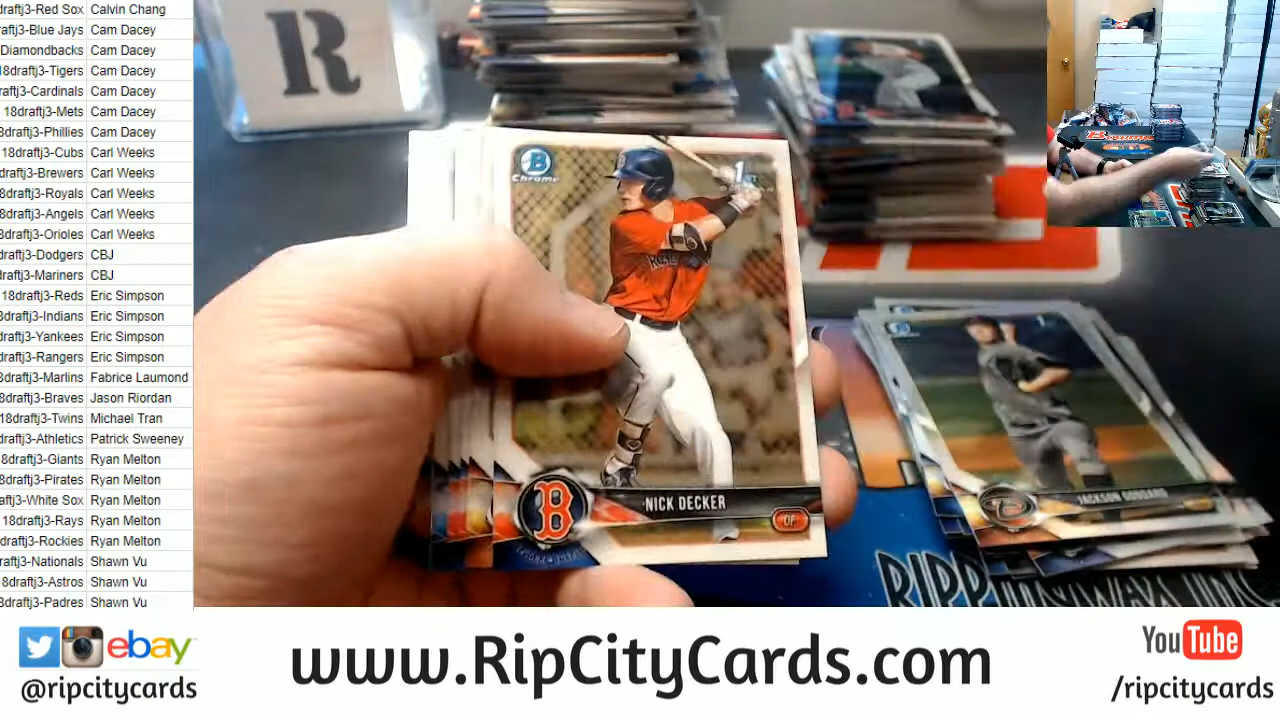 draftj3-Red Sox Calvin Chang
raftj3-Blue Jays Cam Dacey
Diamondbacks Cam Dacey
18draftj3-Tigers Cam Dacey
raftj3-Cardinals Cam Dacey
18draftj3-Mets Cam Dacey
8draftj3-Phillies Cam Dacey
18draftj3-Cubs Carl Weeks
draftj3-Brewers Carl Weeks
8draftj3-Royals Carl Weeks
8draftj3-Angels Carl Weeks
8draftj3-Orioles Carl Weeks
draftj3-Dodgers CBJ
draftj3-Mariners CBJ
18draftj3-Reds Eric Simpson
8draftj3-Indians Eric Simpson
draftj3-Yankees Eric Simpson
draftj3-Rangers Eric Simpson
8draftj3-Marlins Fabrice Laumond
8draftj3-Braves Jason Riordan
18draftj3-Twins Michael Tran
draftj3-Athletics Patrick Sweeney
8draftj3-Giants Ryan Melton
8draftj3-Pirates Ryan Melton
aftj3-White Sox Ryan Melton
18draftj3-Rays Ryan Melton
draftj3-Rockies Ryan Melton
raftj3-Nationals Shawn Vu
8draftj3-Astros Shawn Vu
8draftj3-Padres Shawn Vu
R
B
Chrome
1st
B
NICK DECKER
OF
JACKSON GODDARD
ebay
@ripcitycards
www.RipCityCards.com
YouTube
/ripcitycards